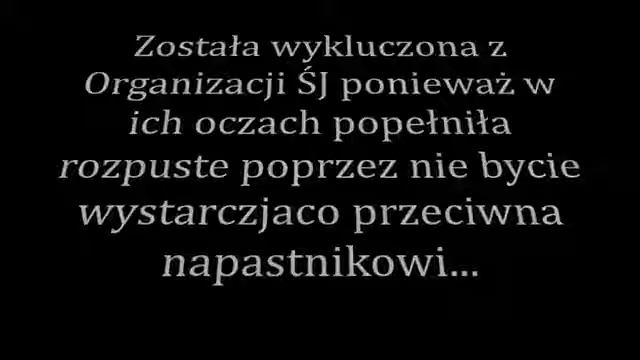 Została wykluczona z
Organizacji ŚJ ponieważ w
ich oczach popełniła
rozpuste poprzez nie bycie
wystarczjaco przeciwna
napastnikowi...